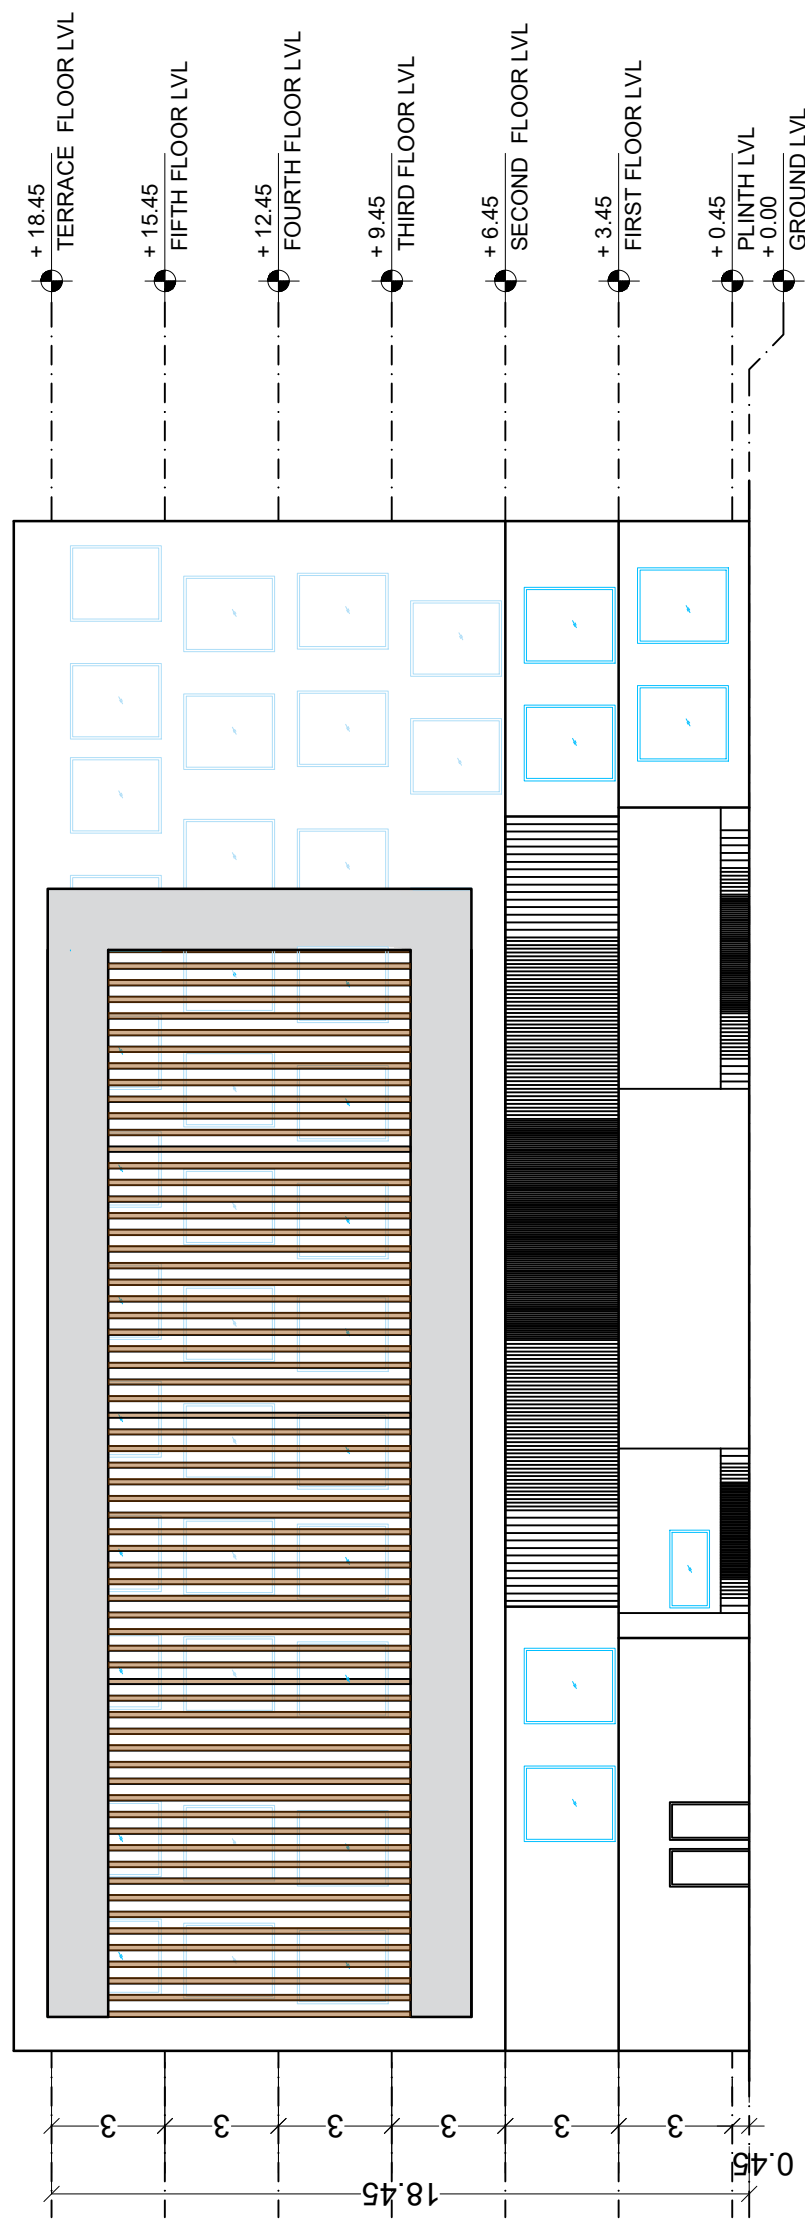 + 18.45
TERRACE FLOOR LVL
+ 15.45
FIFTH FLOOR LVL
+ 12.45
FOURTH FLOOR LVL
+ 9.45
THIRD FLOOR LVL
+ 6.45
SECOND FLOOR LVL
+ 3.45
FIRST FLOOR LVL
+ 0.45
PLINTH LVL
+ 0.00
GROUND LVL
3
3
3
3
3
3
0.45
18.45